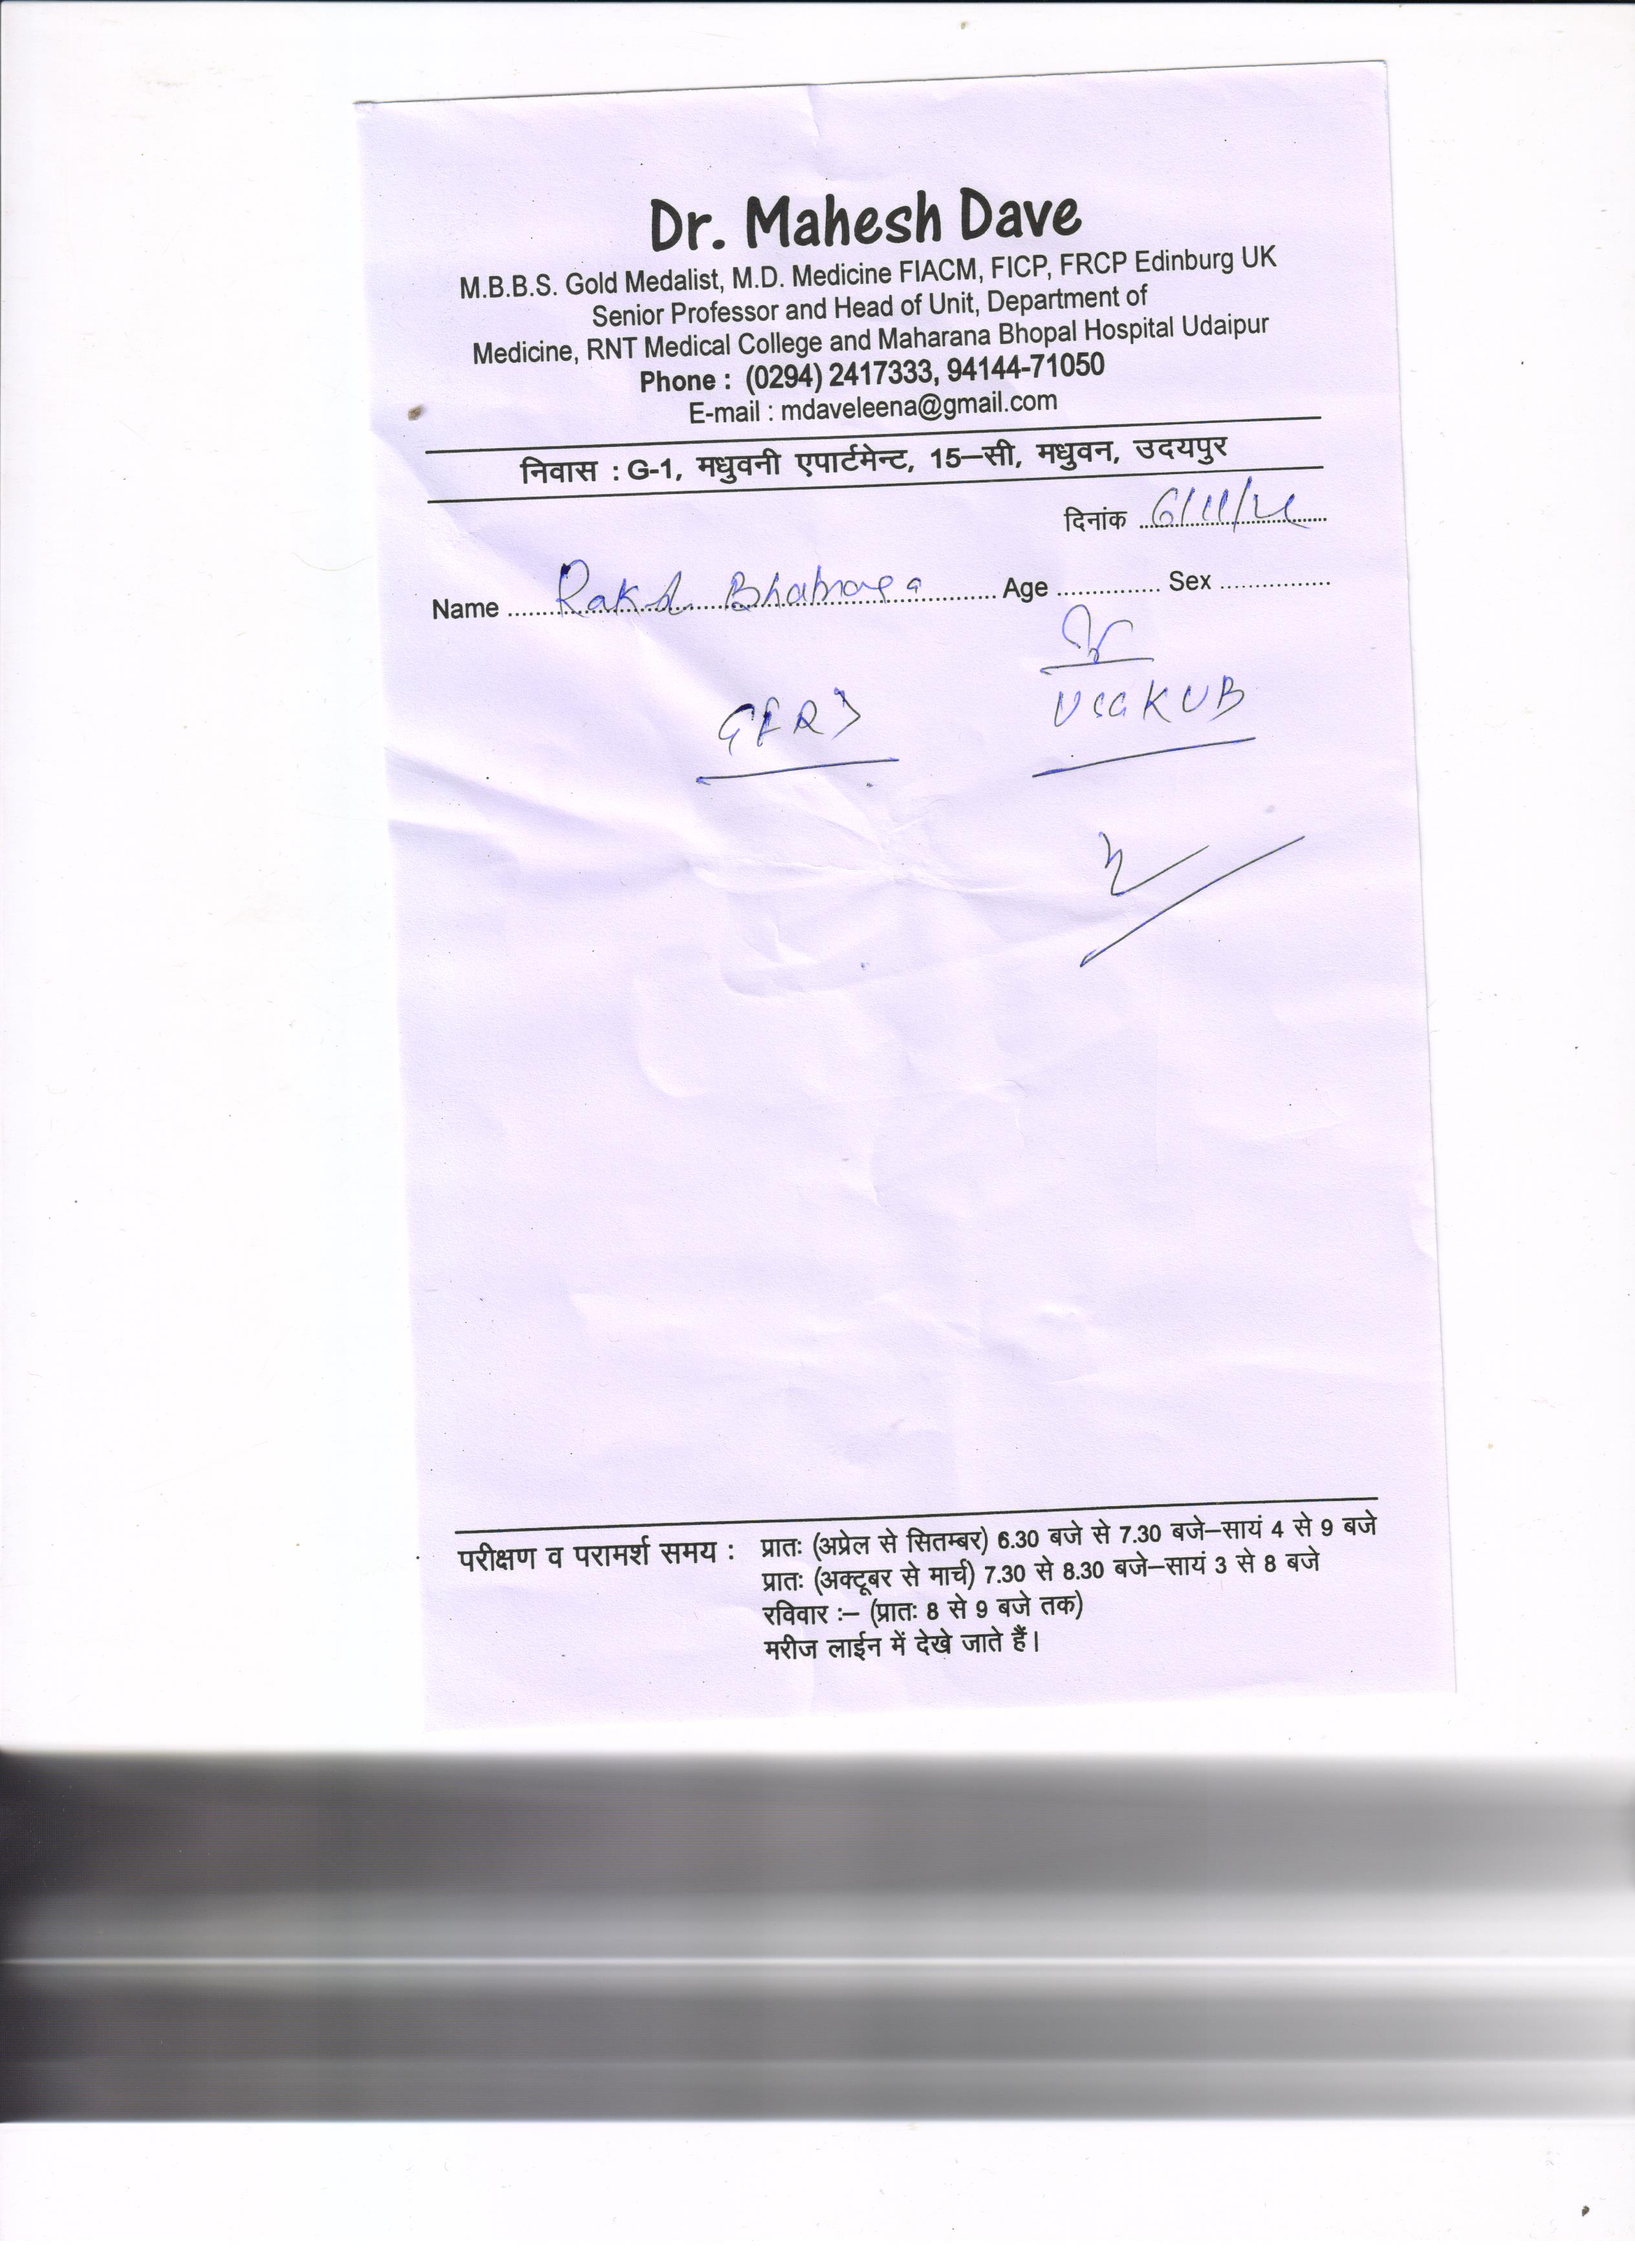 Dr. Mahesh Dave
M.B.B.S. Gold Medalist, M.D. Medicine FIACM, FICP, FRCP Edinburg UK
Senior Professor and Head of Unit, Department of
Medicine, RNT Medical College and Maharana Bhopal Hospital Udaipur
Phone : (0294) 2417333, 94144-71050
E-mail : mdaveleena@gmail.com
निवास : G-1, मधुवनी एपार्टमेन्ट, 15–सी, मधुवन, उदयपुर
दिनांक 6/11/
Name Age Sex
USG KUB
परीक्षण व परामर्श समय : प्रातः (अप्रेल से सितम्बर) 6.30 बजे से 7.30 बजे–सायं 4 से 9 बजे
प्रातः (अक्टूबर से मार्च) 7.30 से 8.30 बजे–सायं 3 से 8 बजे
रविवार :– (प्रातः 8 से 9 बजे तक)
मरीज लाईन में देखे जाते हैं।